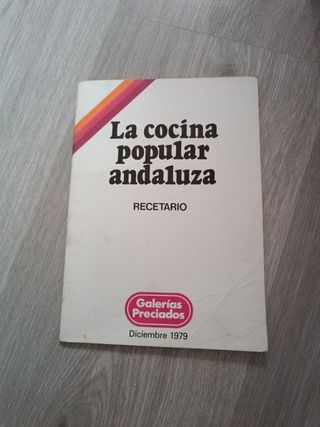 La cocina
popular
andaluza
RECETARIO
Galerías
Preciados
Diciembre 1979